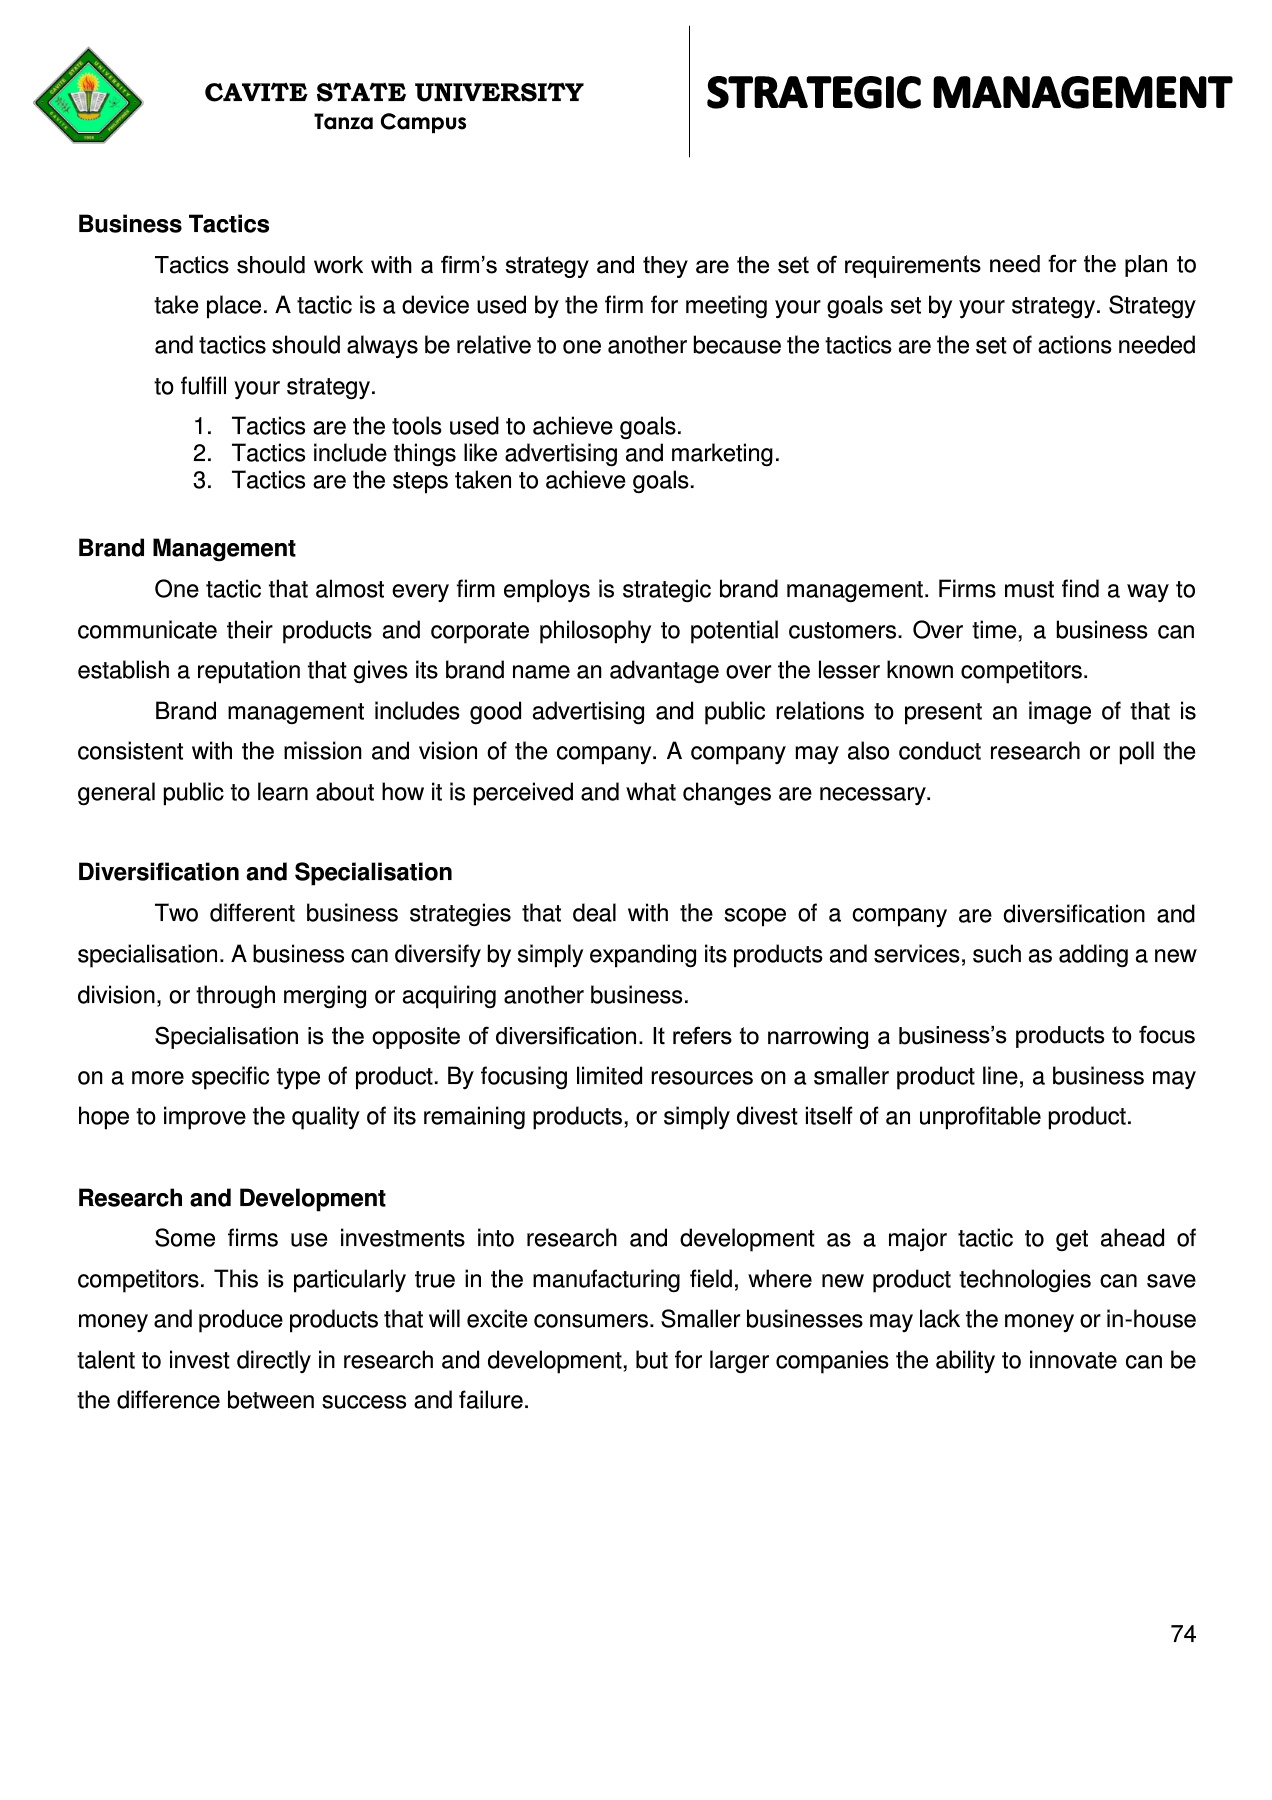 CAVITE STATE UNIVERSITY
Tanza Campus
STRATEGIC MANAGEMENT
Business Tactics
Tactics should work with a firm’s strategy and they are the set of requirements need for the plan to
take place. A tactic is a device used by the firm for meeting your goals set by your strategy. Strategy
and tactics should always be relative to one another because the tactics are the set of actions needed
to fulfill your strategy.
1. Tactics are the tools used to achieve goals.
2. Tactics include things like advertising and marketing.
3. Tactics are the steps taken to achieve goals.
Brand Management
One tactic that almost every firm employs is strategic brand management. Firms must find a way to
communicate their products and corporate philosophy to potential customers. Over time, a business can
establish a reputation that gives its brand name an advantage over the lesser known competitors.
Brand management includes good advertising and public relations to present an image of that is
consistent with the mission and vision of the company. A company may also conduct research or poll the
general public to learn about how it is perceived and what changes are necessary.
Diversification and Specialisation
Two different business strategies that deal with the scope of a company are diversification and
specialisation. A business can diversify by simply expanding its products and services, such as adding a new
division, or through merging or acquiring another business.
Specialisation is the opposite of diversification. It refers to narrowing a business’s products to focus
on a more specific type of product. By focusing limited resources on a smaller product line, a business may
hope to improve the quality of its remaining products, or simply divest itself of an unprofitable product.
Research and Development
Some firms use investments into research and development as a major tactic to get ahead of
competitors. This is particularly true in the manufacturing field, where new product technologies can save
money and produce products that will excite consumers. Smaller businesses may lack the money or in-house
talent to invest directly in research and development, but for larger companies the ability to innovate can be
the difference between success and failure.
74